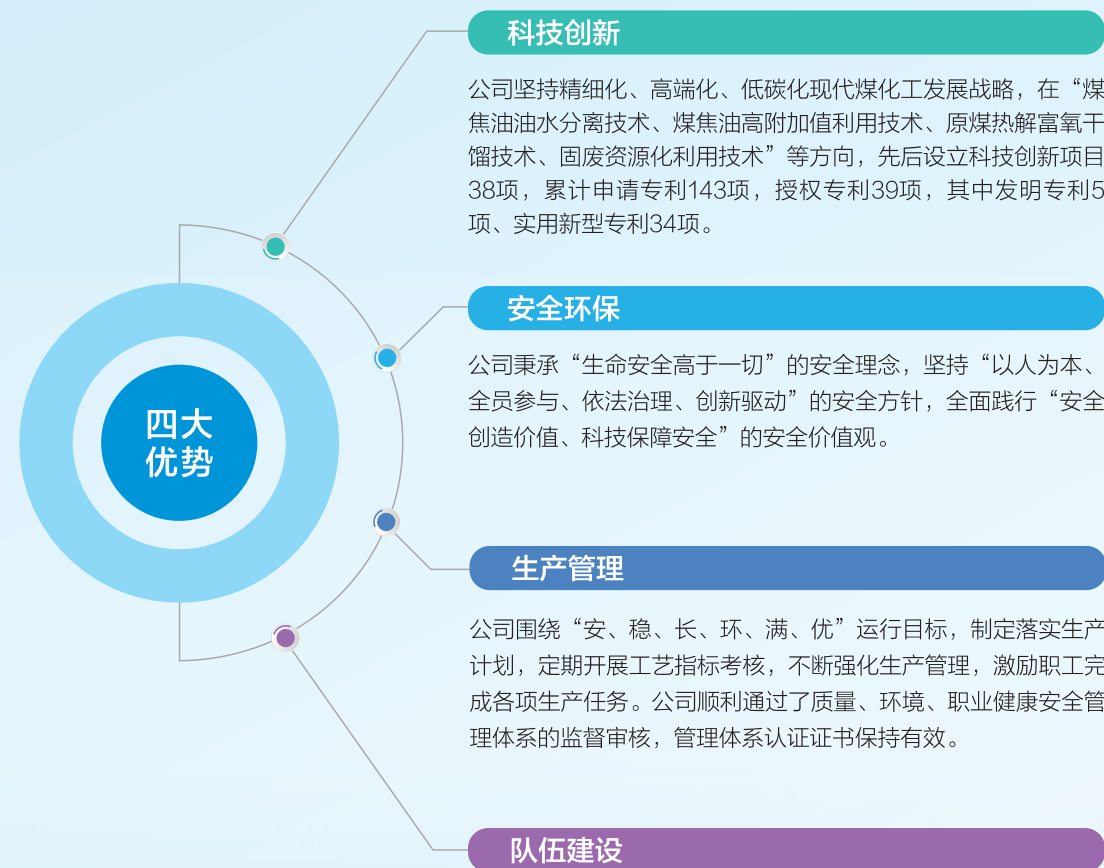 四大
优势
科技创新
公司坚持精细化、高端化、低碳化现代煤化工发展战略，在“煤
焦油油水分离技术、煤焦油高附加值利用技术、原煤热解富氧干
馏技术、固废资源化利用技术”等方向，先后设立科技创新项目
38项，累计申请专利143项，授权专利39项，其中发明专利5
项、实用新型专利34项。
安全环保
公司秉承“生命安全高于一切”的安全理念，坚持“以人为本、
全员参与、依法治理、创新驱动”的安全方针，全面践行“安全
创造价值、科技保障安全”的安全价值观。
生产管理
公司围绕“安、稳、长、环、满、优”运行目标，制定落实生产
计划，定期开展工艺指标考核，不断强化生产管理，激励职工完
成各项生产任务。公司顺利通过了质量、环境、职业健康安全管
理体系的监督审核，管理体系认证证书保持有效。
队伍建设